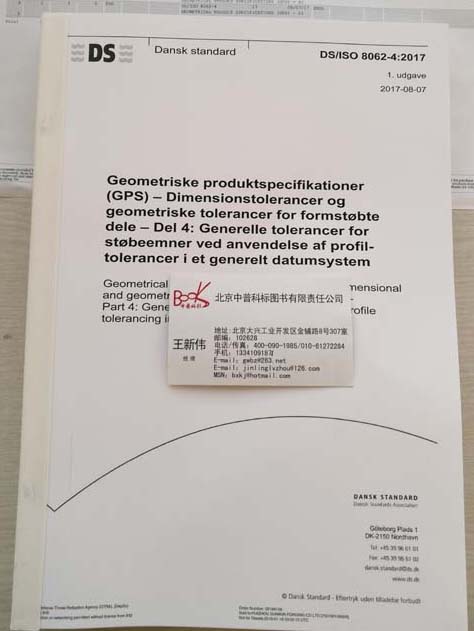 DS
Dansk standard
DS/ISO 8062-4:2017
1. udgave
2017-08-07
Geometriske produktspecifikationer
(GPS) – Dimensionstolerancer og
geometriske tolerancer for formstøbte
dele – Del 4: Generelle tolerancer for
støbeemner ved anvendelse af profil-
tolerancer i et generelt datumsystem
Geometrical
and geometr
Part 4: Gene
tolerancing i
BooK
北京中普科标图书有限责任公司
王新伟
经理
地址:北京大兴工业开发区金辅路8号307室
邮编: 102628
电话/传真: 400-090-1985/010-61272284
手机:
E-mail: gwbz@263.net
E-mail: jinlinglvzhou@126.com
MSN: bxkj@hotmail.com
DANSK STANDARD
Danish Standards Association
Göteborg Plads 1
DK-2150 Nordhavn
Tel: +45 39 96 61 01
Fax: +45 39 96 61 02
dansk.standard@ds.dk
www.ds.dk
© Dansk Standard - Eftertryk uden tilladelse forbudt